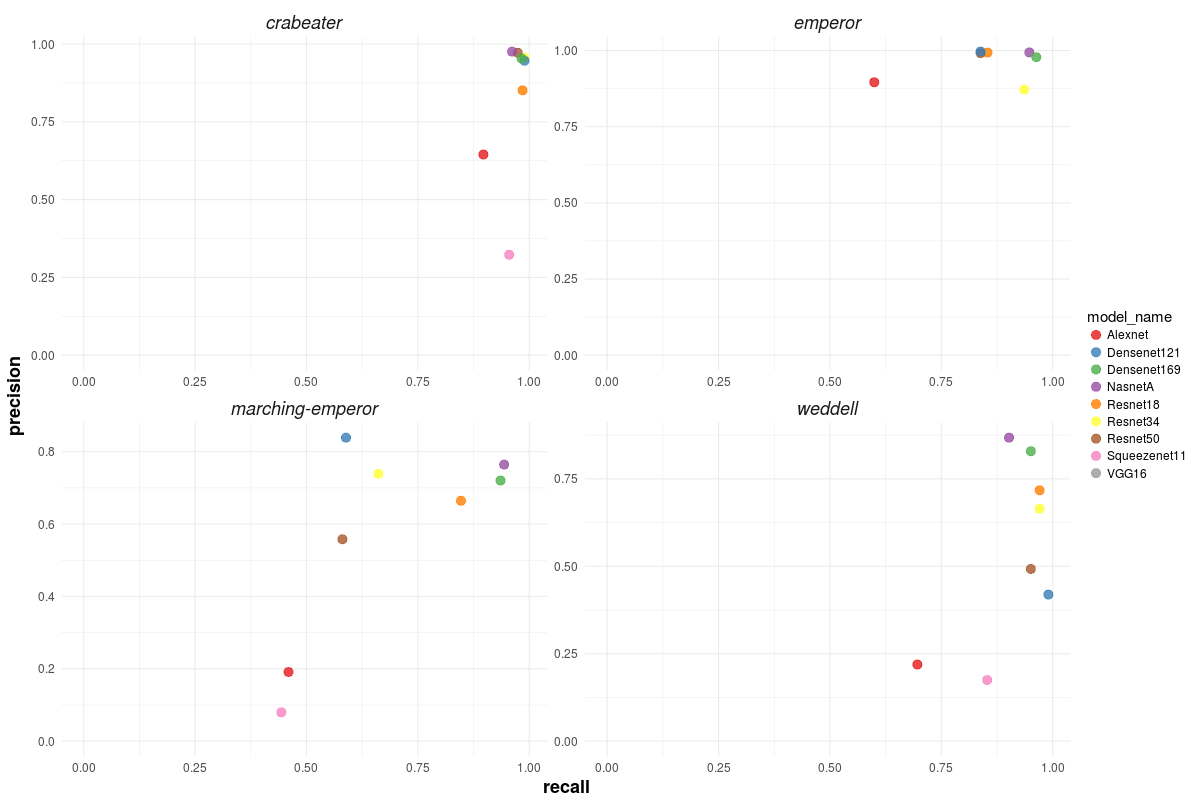 crabeater
emperor
1.00
0.75
0.50
0.25
0.00
0.00 0.25 0.50 0.75 1.00
1.00
0.75
0.50
0.25
0.00
0.00 0.25 0.50 0.75 1.00
marching-emperor
weddell
0.8
0.6
0.4
0.2
0.0
0.00 0.25 0.50 0.75 1.00
0.75
0.50
0.25
0.00
0.00 0.25 0.50 0.75 1.00
precision
recall
model_name
Alexnet
Densenet121
Densenet169
NasnetA
Resnet18
Resnet34
Resnet50
Squeezenet11
VGG16